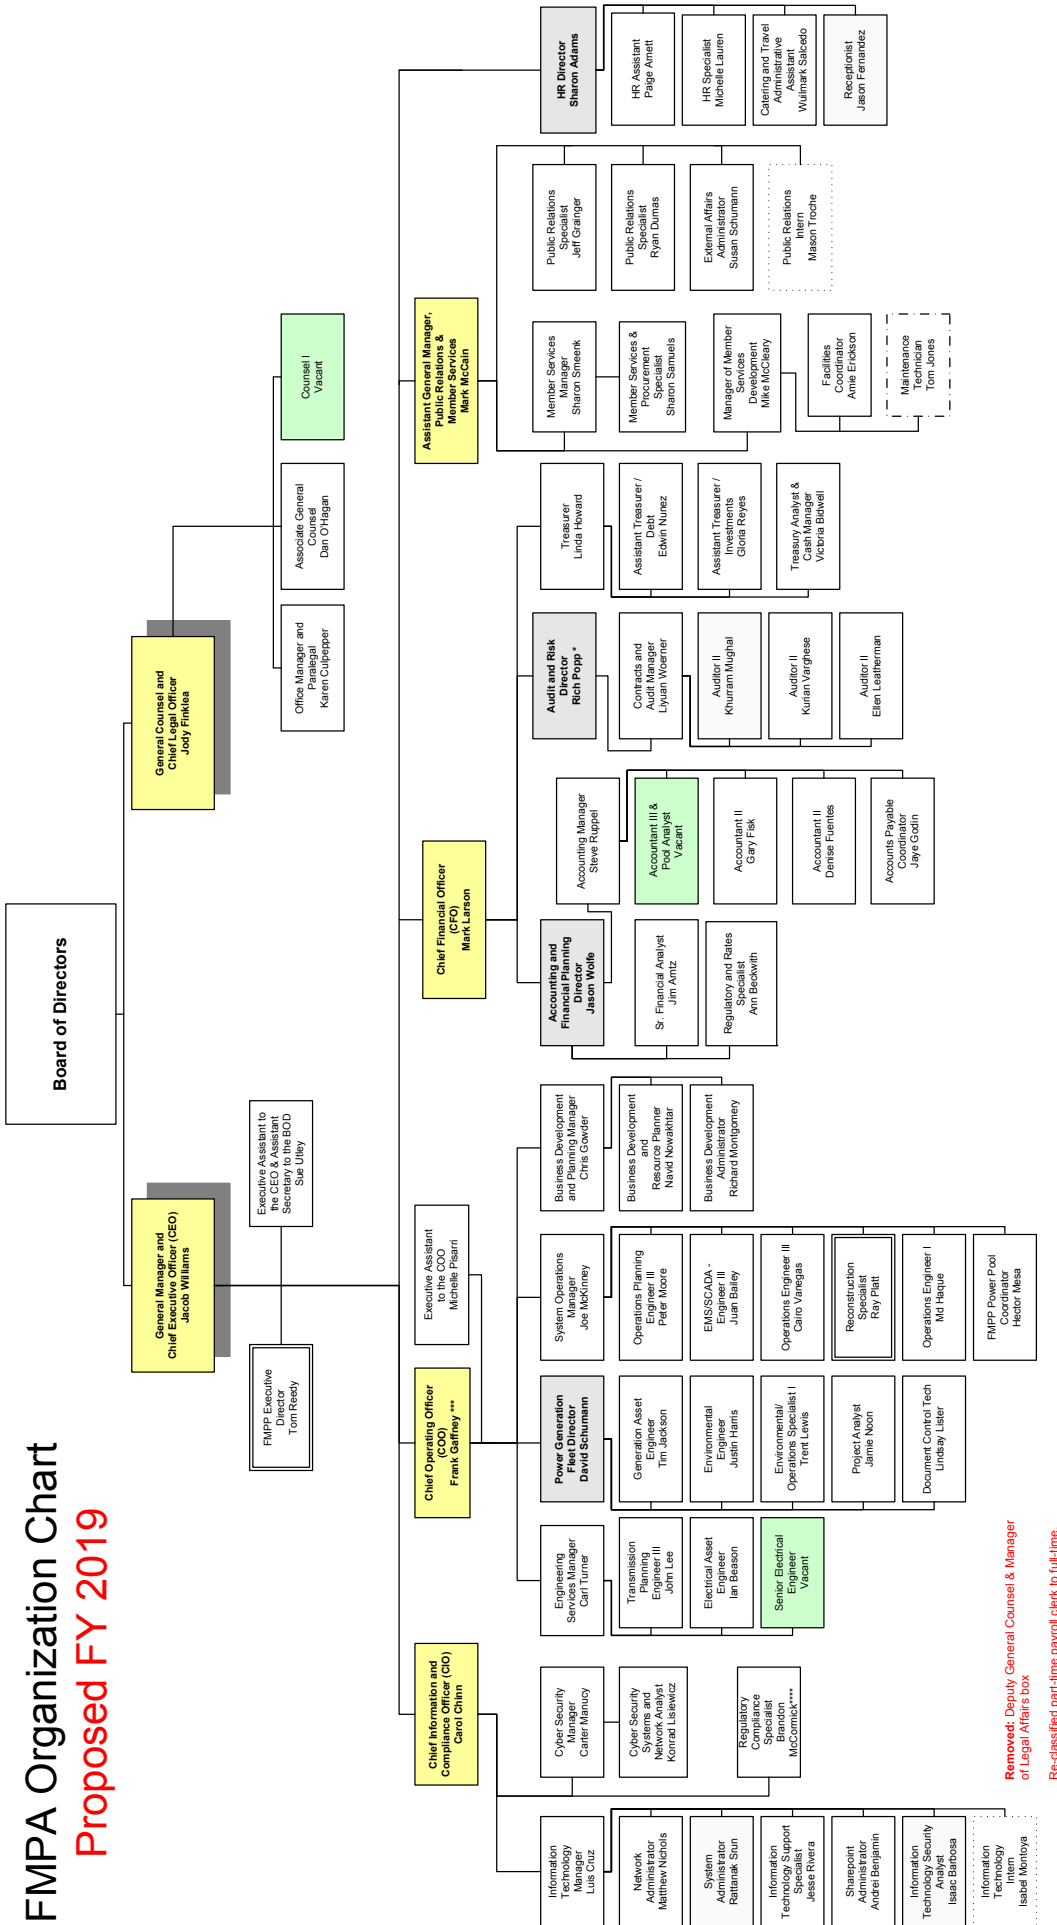 FMPA Organization Chart
Proposed FY 2019
Board of Directors
General Manager and
Chief Executive Officer (CEO)
Jacob Williams
General Counsel and
Chief Legal Officer
Jody Finklea
FMPP Executive
Director
Tom Reedy
Executive Assistant to
the CEO & Assistant
Secretary to the BOD
Sue Utley
Office Manager and
Paralegal
Karen Culpepper
Associate General
Counsel
Dan O'Hagan
Counsel I
Vacant
Chief Information and
Compliance Officer (CIO)
Carol Chinn
Chief Operating Officer
(COO)
Frank Gaffney ***
Executive Assistant
to the COO
Michelle Pisarri
Chief Financial Officer
(CFO)
Mark Larson
Assistant General Manager,
Public Relations &
Member Services
Mark McCain
HR Director
Sharon Adams
Information
Technology
Manager
Luis Cruz
Network
Administrator
Matthew Nichols
System
Administrator
Rattanak Srun
Information
Technology Support
Specialist
Jesse Rivera
Sharepoint
Administrator
Andrei Benjamin
Information
Technology Security
Analyst
Isaac Barbosa
Information
Technology
Intern
Isabel Montoya
Cyber Security
Manager
Carter Manucy
Cyber Security
Systems and
Network Analyst
Konrad Lisiewicz
Regulatory
Compliance
Specialist
Brandon
McCormick****
Engineering
Services Manager
Carl Turner
Transmission
Planning
Engineer III
John Lee
Electrical Asset
Engineer
Ian Beason
Senior Electrical
Engineer
Vacant
Power Generation
Fleet Director
David Schumann
Generation Asset
Engineer
Tim Jackson
Environmental
Engineer
Justin Harris
Environmental/
Operations Specialist I
Trent Lewis
Project Analyst
Jamie Noon
Document Control Tech
Lindsay Lister
System Operations
Manager
Joe McKinney
Operations Planning
Engineer III
Peter Moore
EMS/SCADA -
Engineer III
Juan Bailey
Operations Engineer III
Cairo Vanegas
Reconstruction
Specialist
Ray Platt
Operations Engineer I
Md Haque
FMPP Power Pool
Coordinator
Hector Mesa
Business Development
and Planning Manager
Chris Gowder
Business Development
and
Resource Planner
Navid Nowakhtar
Business Development
Administrator
Richard Montgomery
Accounting and
Financial Planning
Director
Jason Wolfe
Sr. Financial Analyst
Jim Arntz
Regulatory and Rates
Specialist
Ann Beckwith
Accounting Manager
Steve Ruppel
Accountant III &
Pool Analyst
Vacant
Accountant II
Gary Fisk
Accountant II
Denise Fuentes
Accounts Payable
Coordinator
Jaye Godin
Audit and Risk
Director
Rich Popp *
Contracts and
Audit Manager
Liyuan Woerner
Auditor II
Khurram Mughal
Auditor II
Kurian Varghese
Auditor II
Ellen Leatherman
Treasurer
Linda Howard
Assistant Treasurer /
Debt
Edwin Nunez
Assistant Treasurer /
Investments
Gloria Reyes
Treasury Analyst &
Cash Manager
Victoria Bidwell
Member Services
Manager
Sharon Smeenk
Member Services &
Procurement
Specialist
Sharon Samuels
Manager of Member
Services
Development
Mike McCleary
Facilities
Coordinator
Amie Erickson
Maintenance
Technician
Tom Jones
Public Relations
Specialist
Jeff Grainger
Public Relations
Specialist
Ryan Dumas
External Affairs
Administrator
Susan Schumann
Public Relations
Intern
Mason Troche
HR Assistant
Paige Arnett
HR Specialist
Michelle Lauren
Catering and Travel
Administrative
Assistant
Wuilmark Salcedo
Receptionist
Jason Fernandez
Removed: Deputy General Counsel & Manager
of Legal Affairs box
Re-classified part-time payroll clerk to full-time